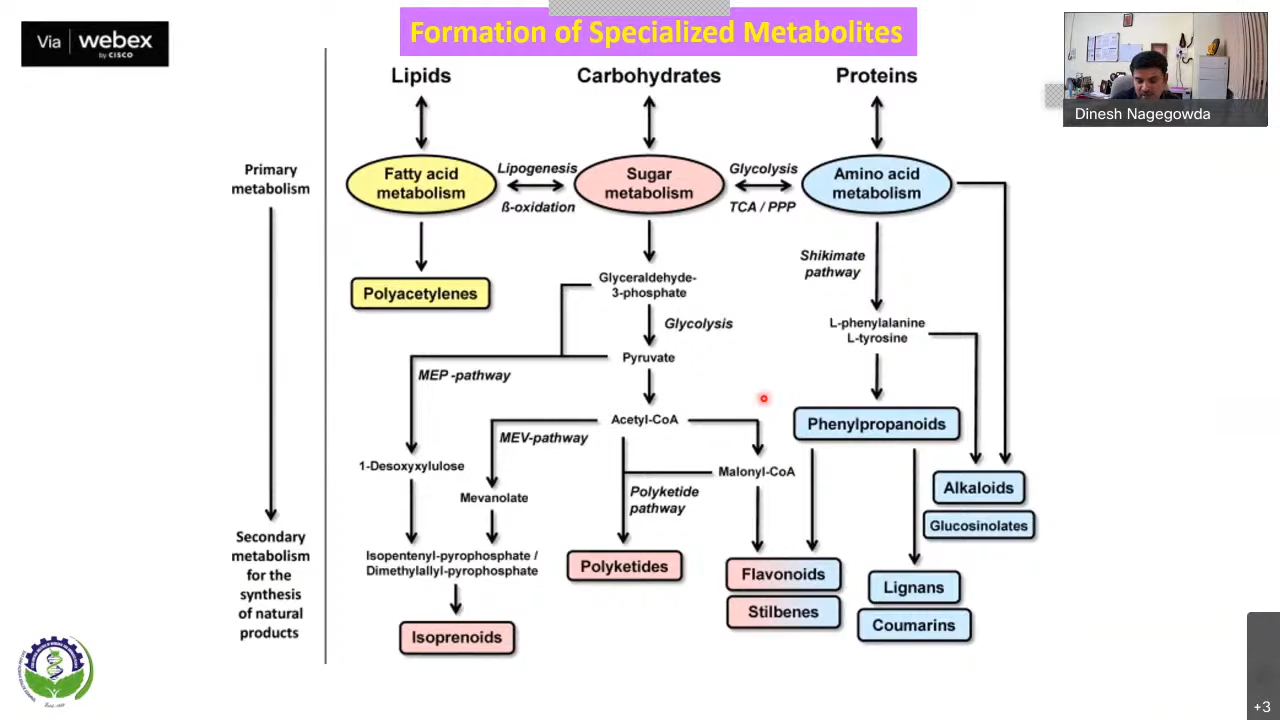 Via webex
by CISCO
Formation of Specialized Metabolites
Dinesh Nagegowda
Lipids
Carbohydrates
Proteins
Primary
metabolism
Fatty acid
metabolism
Lipogenesis
ß-oxidation
Sugar
metabolism
Glycolysis
TCA / PPP
Amino acid
metabolism
Shikimate
pathway
Polyacetylenes
Glyceraldehyde-
3-phosphate
Glycolysis
L-phenylalanine
L-tyrosine
Pyruvate
MEP -pathway
Acetyl-CoA
MEV-pathway
Phenylpropanoids
1-Desoxyxylulose
Mevanolate
Malonyl-CoA
Polyketide
pathway
Alkaloids
Glucosinolates
Secondary
metabolism
for the
synthesis
of natural
products
Isopentenyl-pyrophosphate /
Dimethylallyl-pyrophosphate
Polyketides
Flavonoids
Stilbenes
Lignans
Coumarins
Isoprenoids
+3